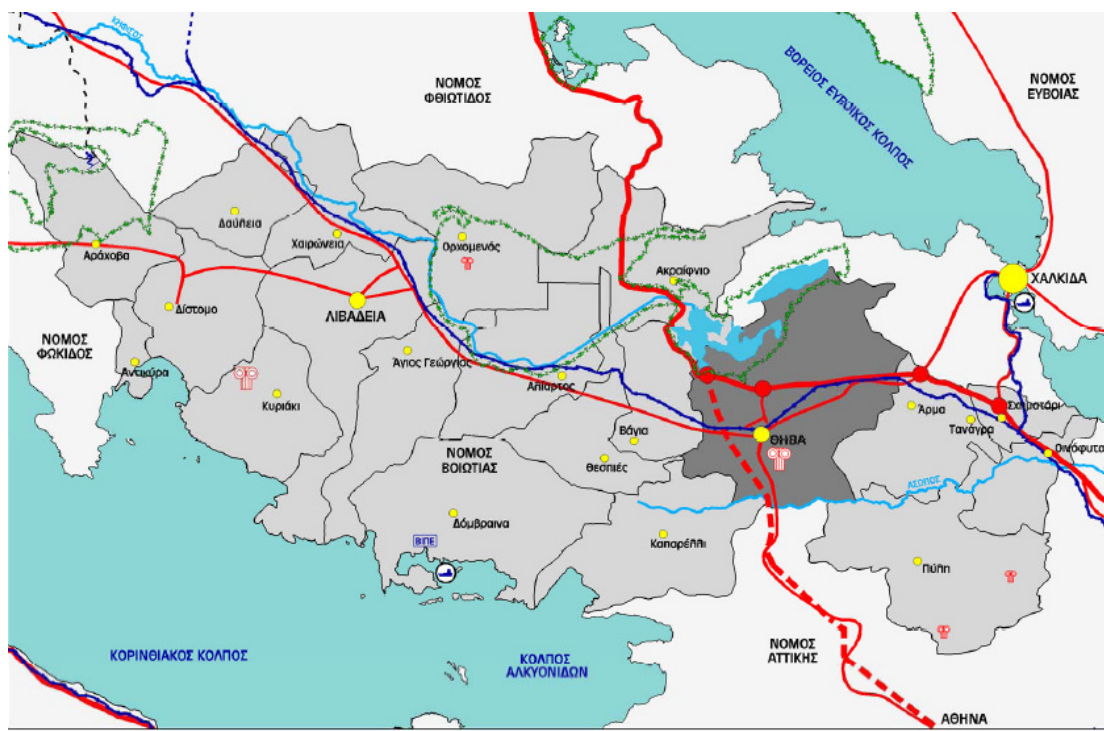 ΚΗΦΙΣΟΣ
ΝΟΜΟΣ
ΦΘΙΩΤΙΔΟΣ
ΒΟΡΕΙΟΣ ΕΥΒΟΙΚΟΣ ΚΟΛΠΟΣ
ΝΟΜΟΣ
ΕΥΒΟΙΑΣ
Δαύλεια
Χαιρώνεια
Ορχομενός
Αράχοβα
Ακραίφνιο
ΧΑΛΚΙΔΑ
Δίστομο
ΛΙΒΑΔΕΙΑ
ΝΟΜΟΣ
ΦΩΚΙΔΟΣ
Αντικύρα
Άγιος Γεώργιος
Αλίαρτος
Κυριάκι
Άρμα
Σχηματάρι
Τανάγρα
Βάγια
ΘΗΒΑ
Οινόφυτα
ΝΟΜΟΣ
ΒΟΙΩΤΙΑΣ
Θεσπιές
ΑΣΩΠΟΣ
Δόμβραινα
ΒΙΠΕ
Καπαρέλλι
Πύλη
ΚΟΡΙΝΘΙΑΚΟΣ ΚΟΛΠΟΣ
ΚΟΛΠΟΣ
ΑΛΚΥΟΝΙΔΩΝ
ΝΟΜΟΣ
ΑΤΤΙΚΗΣ
ΑΘΗΝΑ